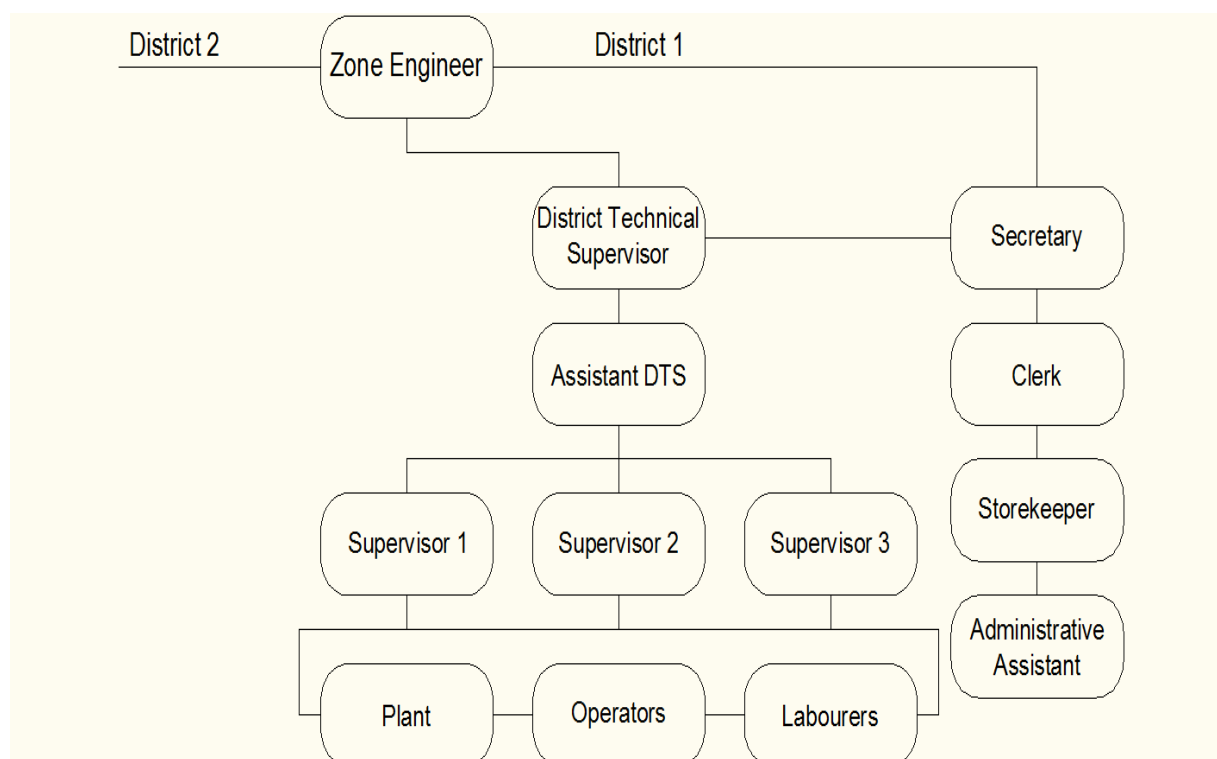 District 2
Zone Engineer
District 1
District Technical
Supervisor
Secretary
Assistant DTS
Clerk
Supervisor 1
Supervisor 2
Supervisor 3
Storekeeper
Plant
Operators
Labourers
Administrative
Assistant